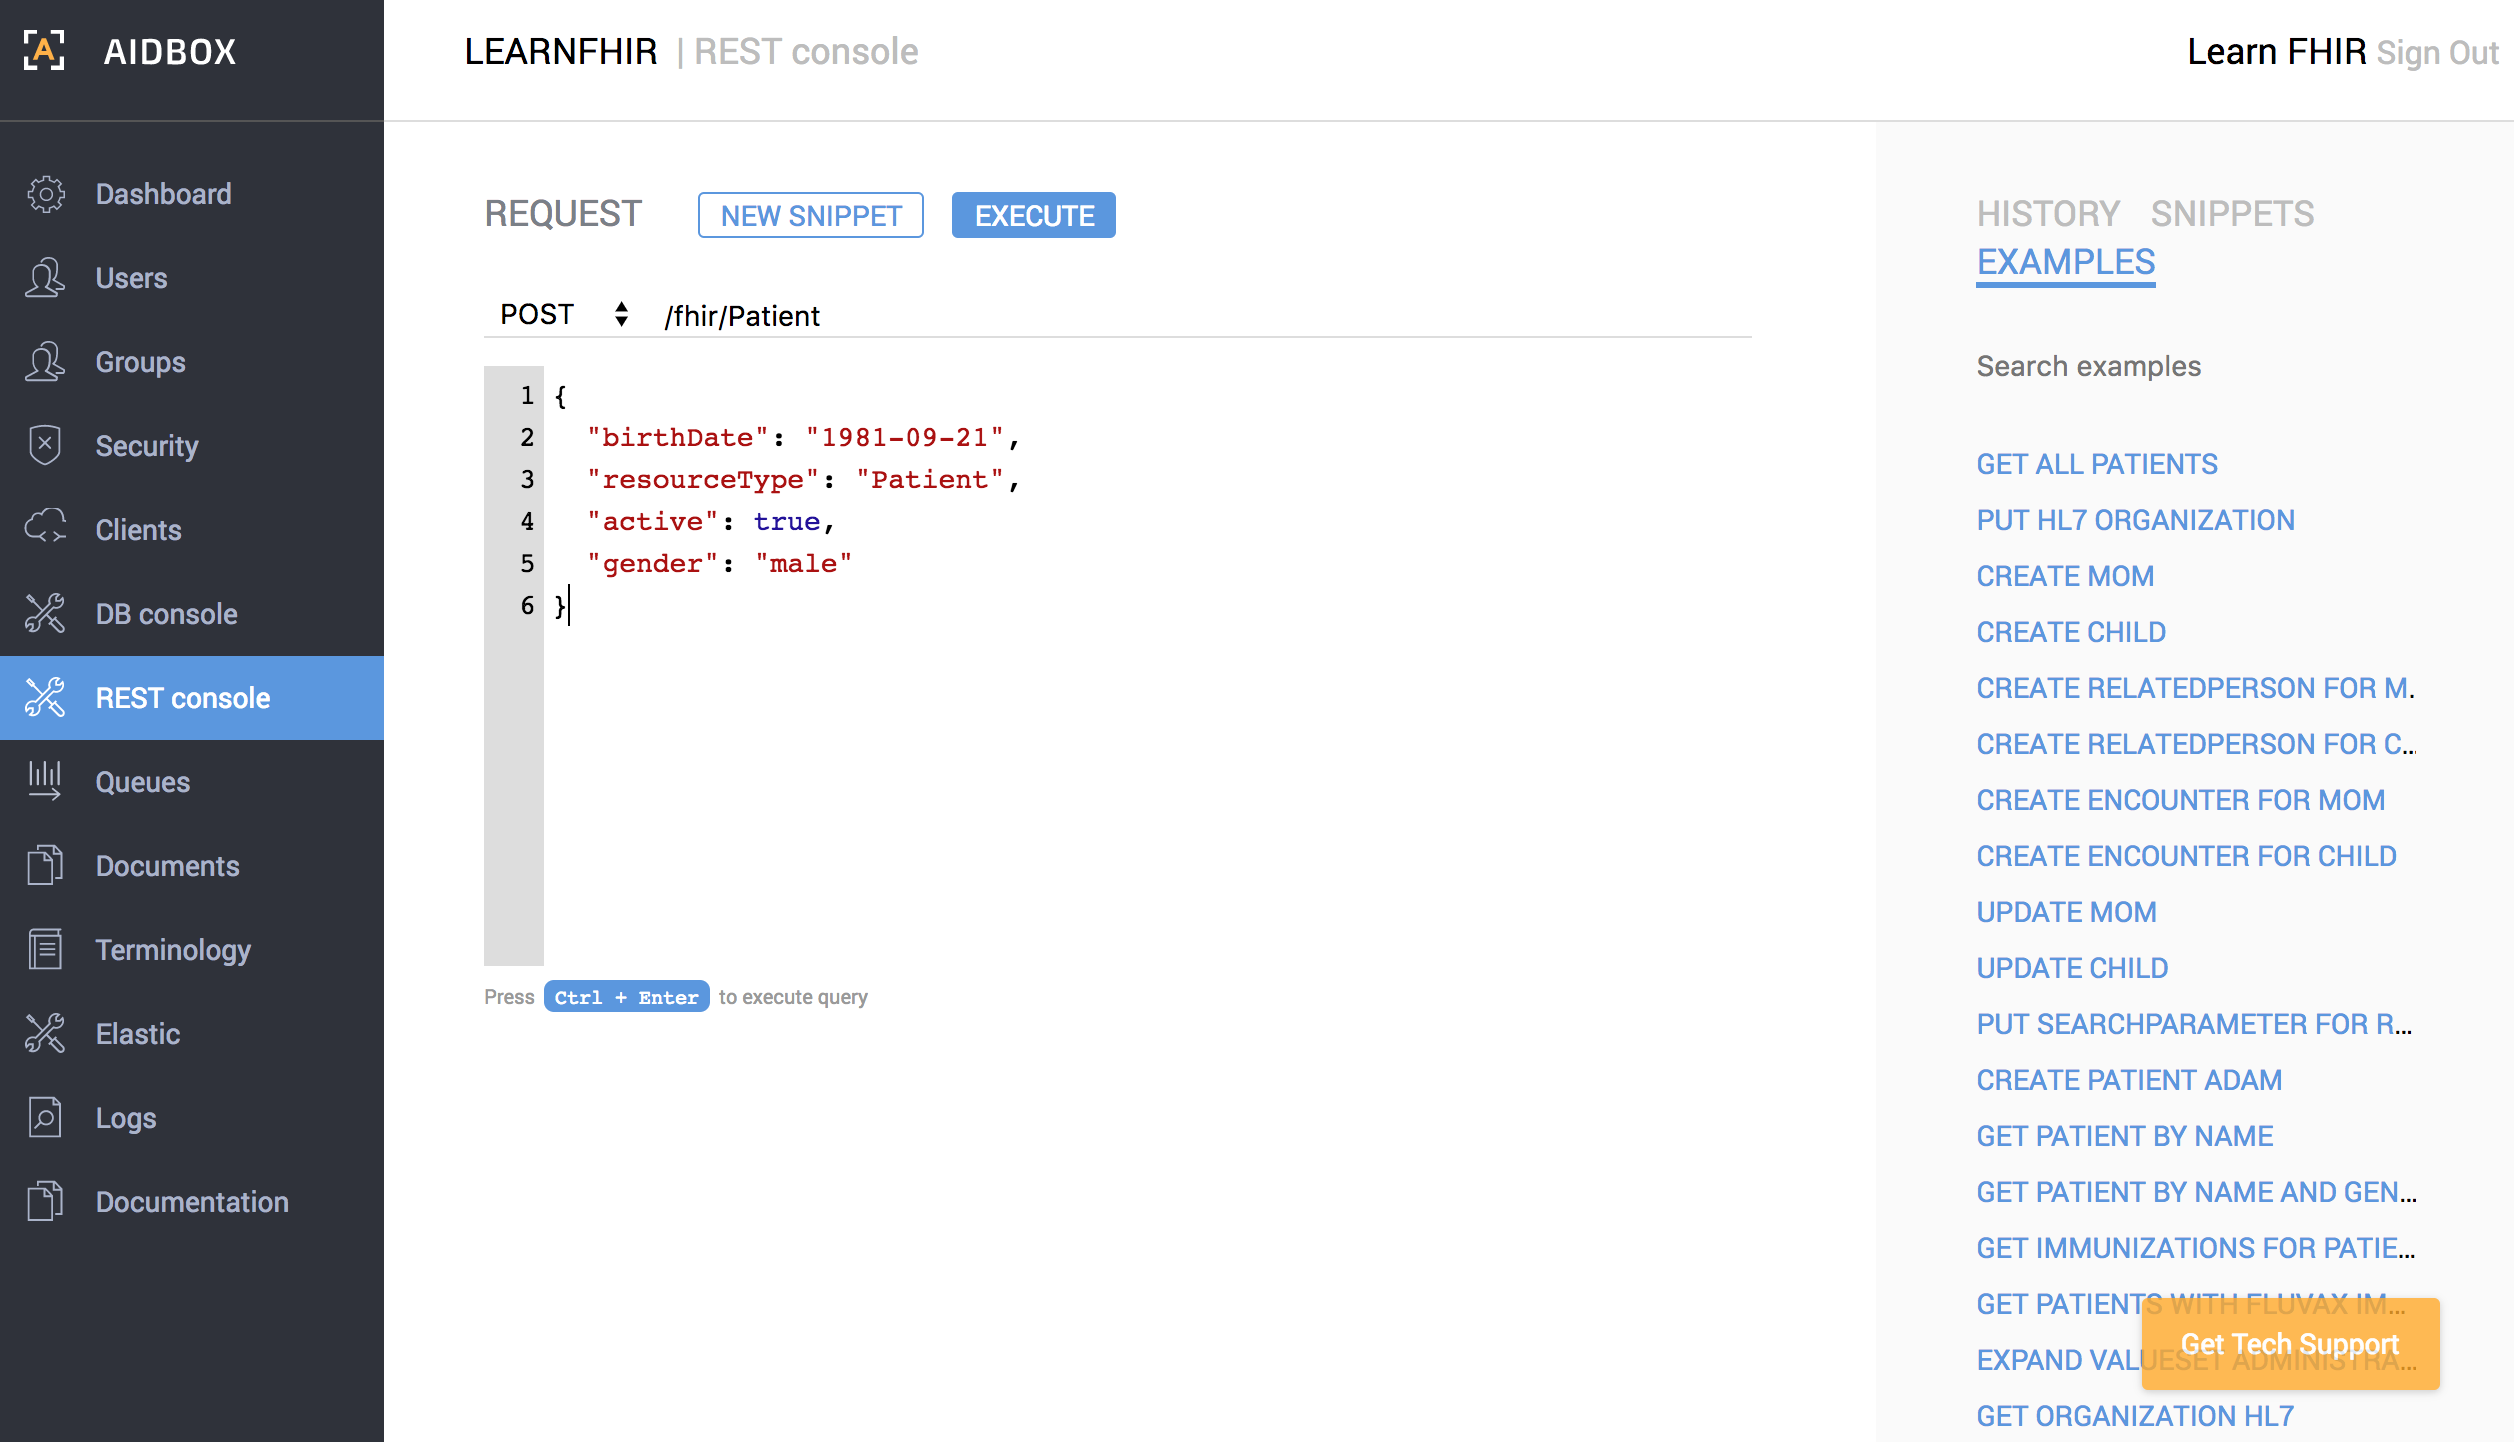 A AIDBOX
LEARNFHIR | REST console
Learn FHIR Sign Out
Dashboard
Users
Groups
Security
Clients
DB console
REST console
Queues
Documents
Terminology
Elastic
Logs
Documentation
REQUEST NEW SNIPPET EXECUTE
POST /fhir/Patient
1 {
2 "birthDate": "1981-09-21",
3 "resourceType": "Patient",
4 "active": true,
5 "gender": "male"
6 }
Press Ctrl + Enter to execute query
HISTORY SNIPPETS
EXAMPLES
Search examples
GET ALL PATIENTS
PUT HL7 ORGANIZATION
CREATE MOM
CREATE CHILD
CREATE RELATEDPERSON FOR M.
CREATE RELATEDPERSON FOR C...
CREATE ENCOUNTER FOR MOM
CREATE ENCOUNTER FOR CHILD
UPDATE MOM
UPDATE CHILD
PUT SEARCHPARAMETER FOR R...
CREATE PATIENT ADAM
GET PATIENT BY NAME
GET PATIENT BY NAME AND GEN...
GET IMMUNIZATIONS FOR PATIE...
GET PATIENTS WITH FLUVAX IM...
Get Tech Support
EXPAND VALUESET ADMINISTRA...
GET ORGANIZATION HL7